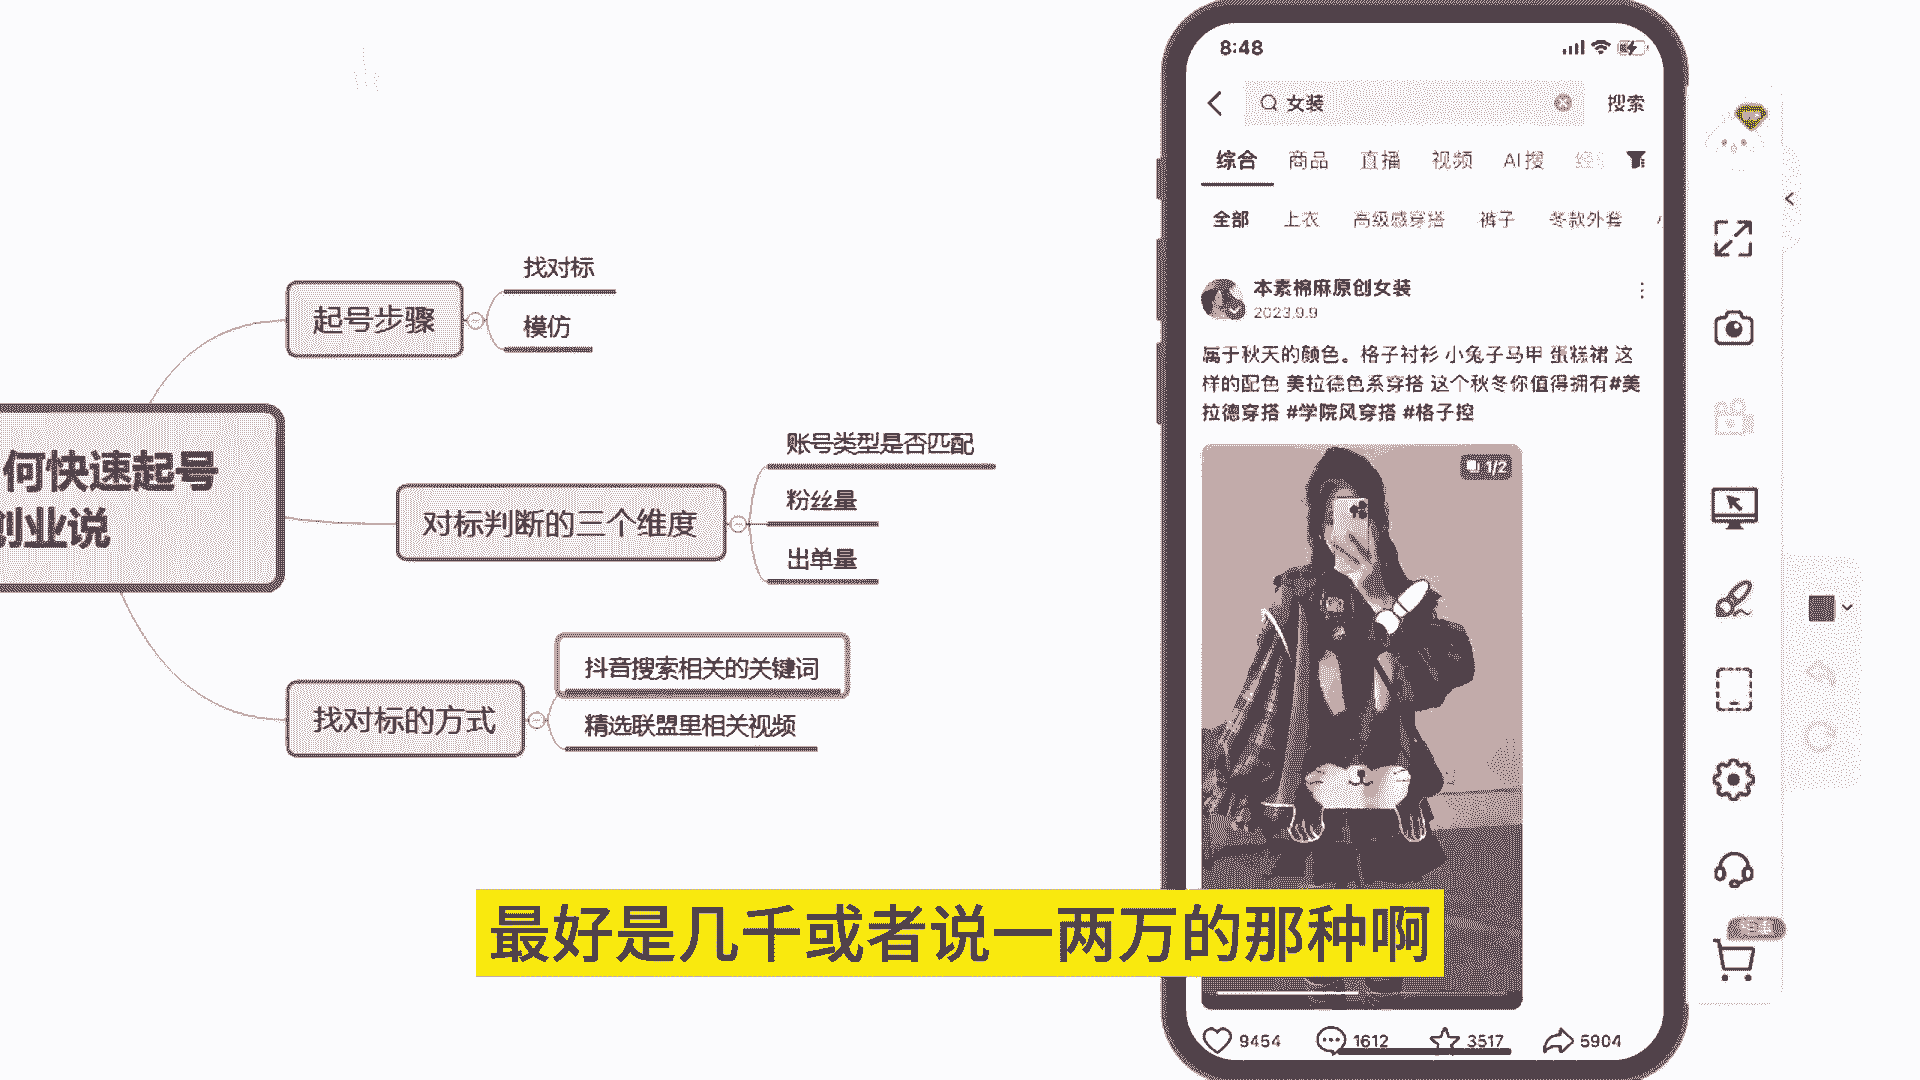 何快速起号
创业说
起号步骤
找对标
模仿
对标判断的三个维度
账号类型是否匹配
粉丝量
出单量
找对标的方式
抖音搜索相关的关键词
精选联盟里相关视频
8:48
女装
搜索
综合 商品 直播 视频 AI搜
全部 上衣 高级感穿搭 裤子 冬款外套
本素棉麻原创女装
2023.9.9
属于秋天的颜色。格子衬衫 小兔子马甲 蛋糕裙 这
样的配色 美拉德色系穿搭 这个秋冬你值得拥有#美
拉德穿搭 #学院风穿搭 #格子控
1/2
9454 1612 3517 5904
最好是几千或者说一两万的那种啊